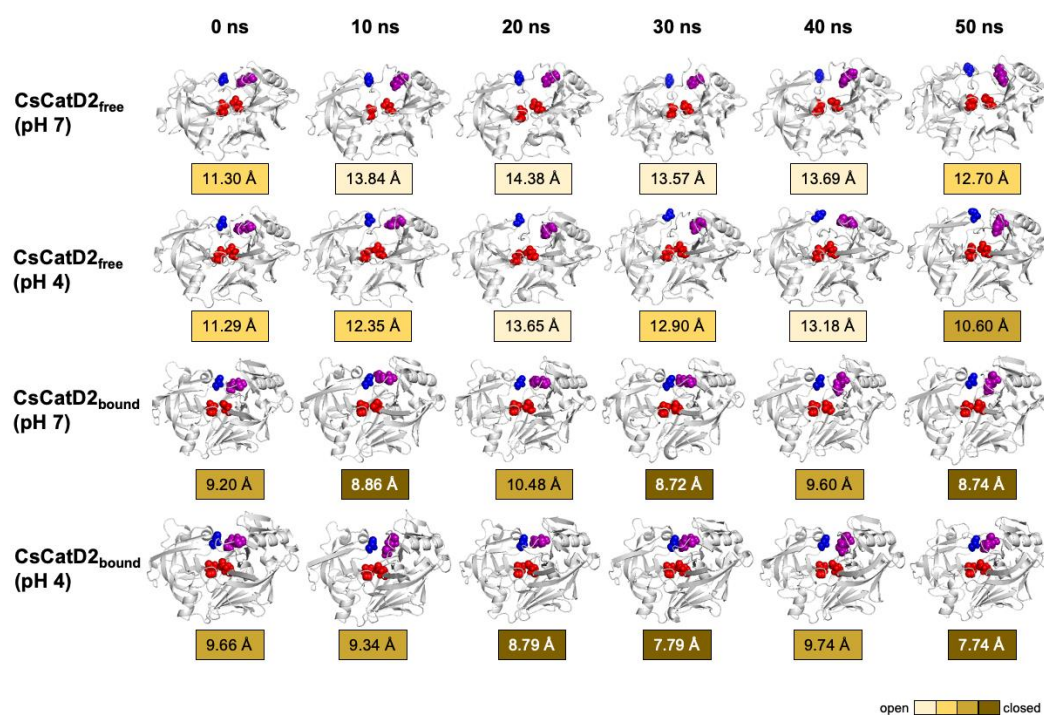 0 ns 10 ns 20 ns 30 ns 40 ns 50 ns
CsCatD2free
(pH 7)
11.30 Å 13.84 Å 14.38 Å 13.57 Å 13.69 Å 12.70 Å
CsCatD2free
(pH 4)
11.29 Å 12.35 Å 13.65 Å 12.90 Å 13.18 Å 10.60 Å
CsCatD2bound
(pH 7)
9.20 Å 8.86 Å 10.48 Å 8.72 Å 9.60 Å 8.74 Å
CsCatD2bound
(pH 4)
9.66 Å 9.34 Å 8.79 Å 7.79 Å 9.74 Å 7.74 Å
open closed